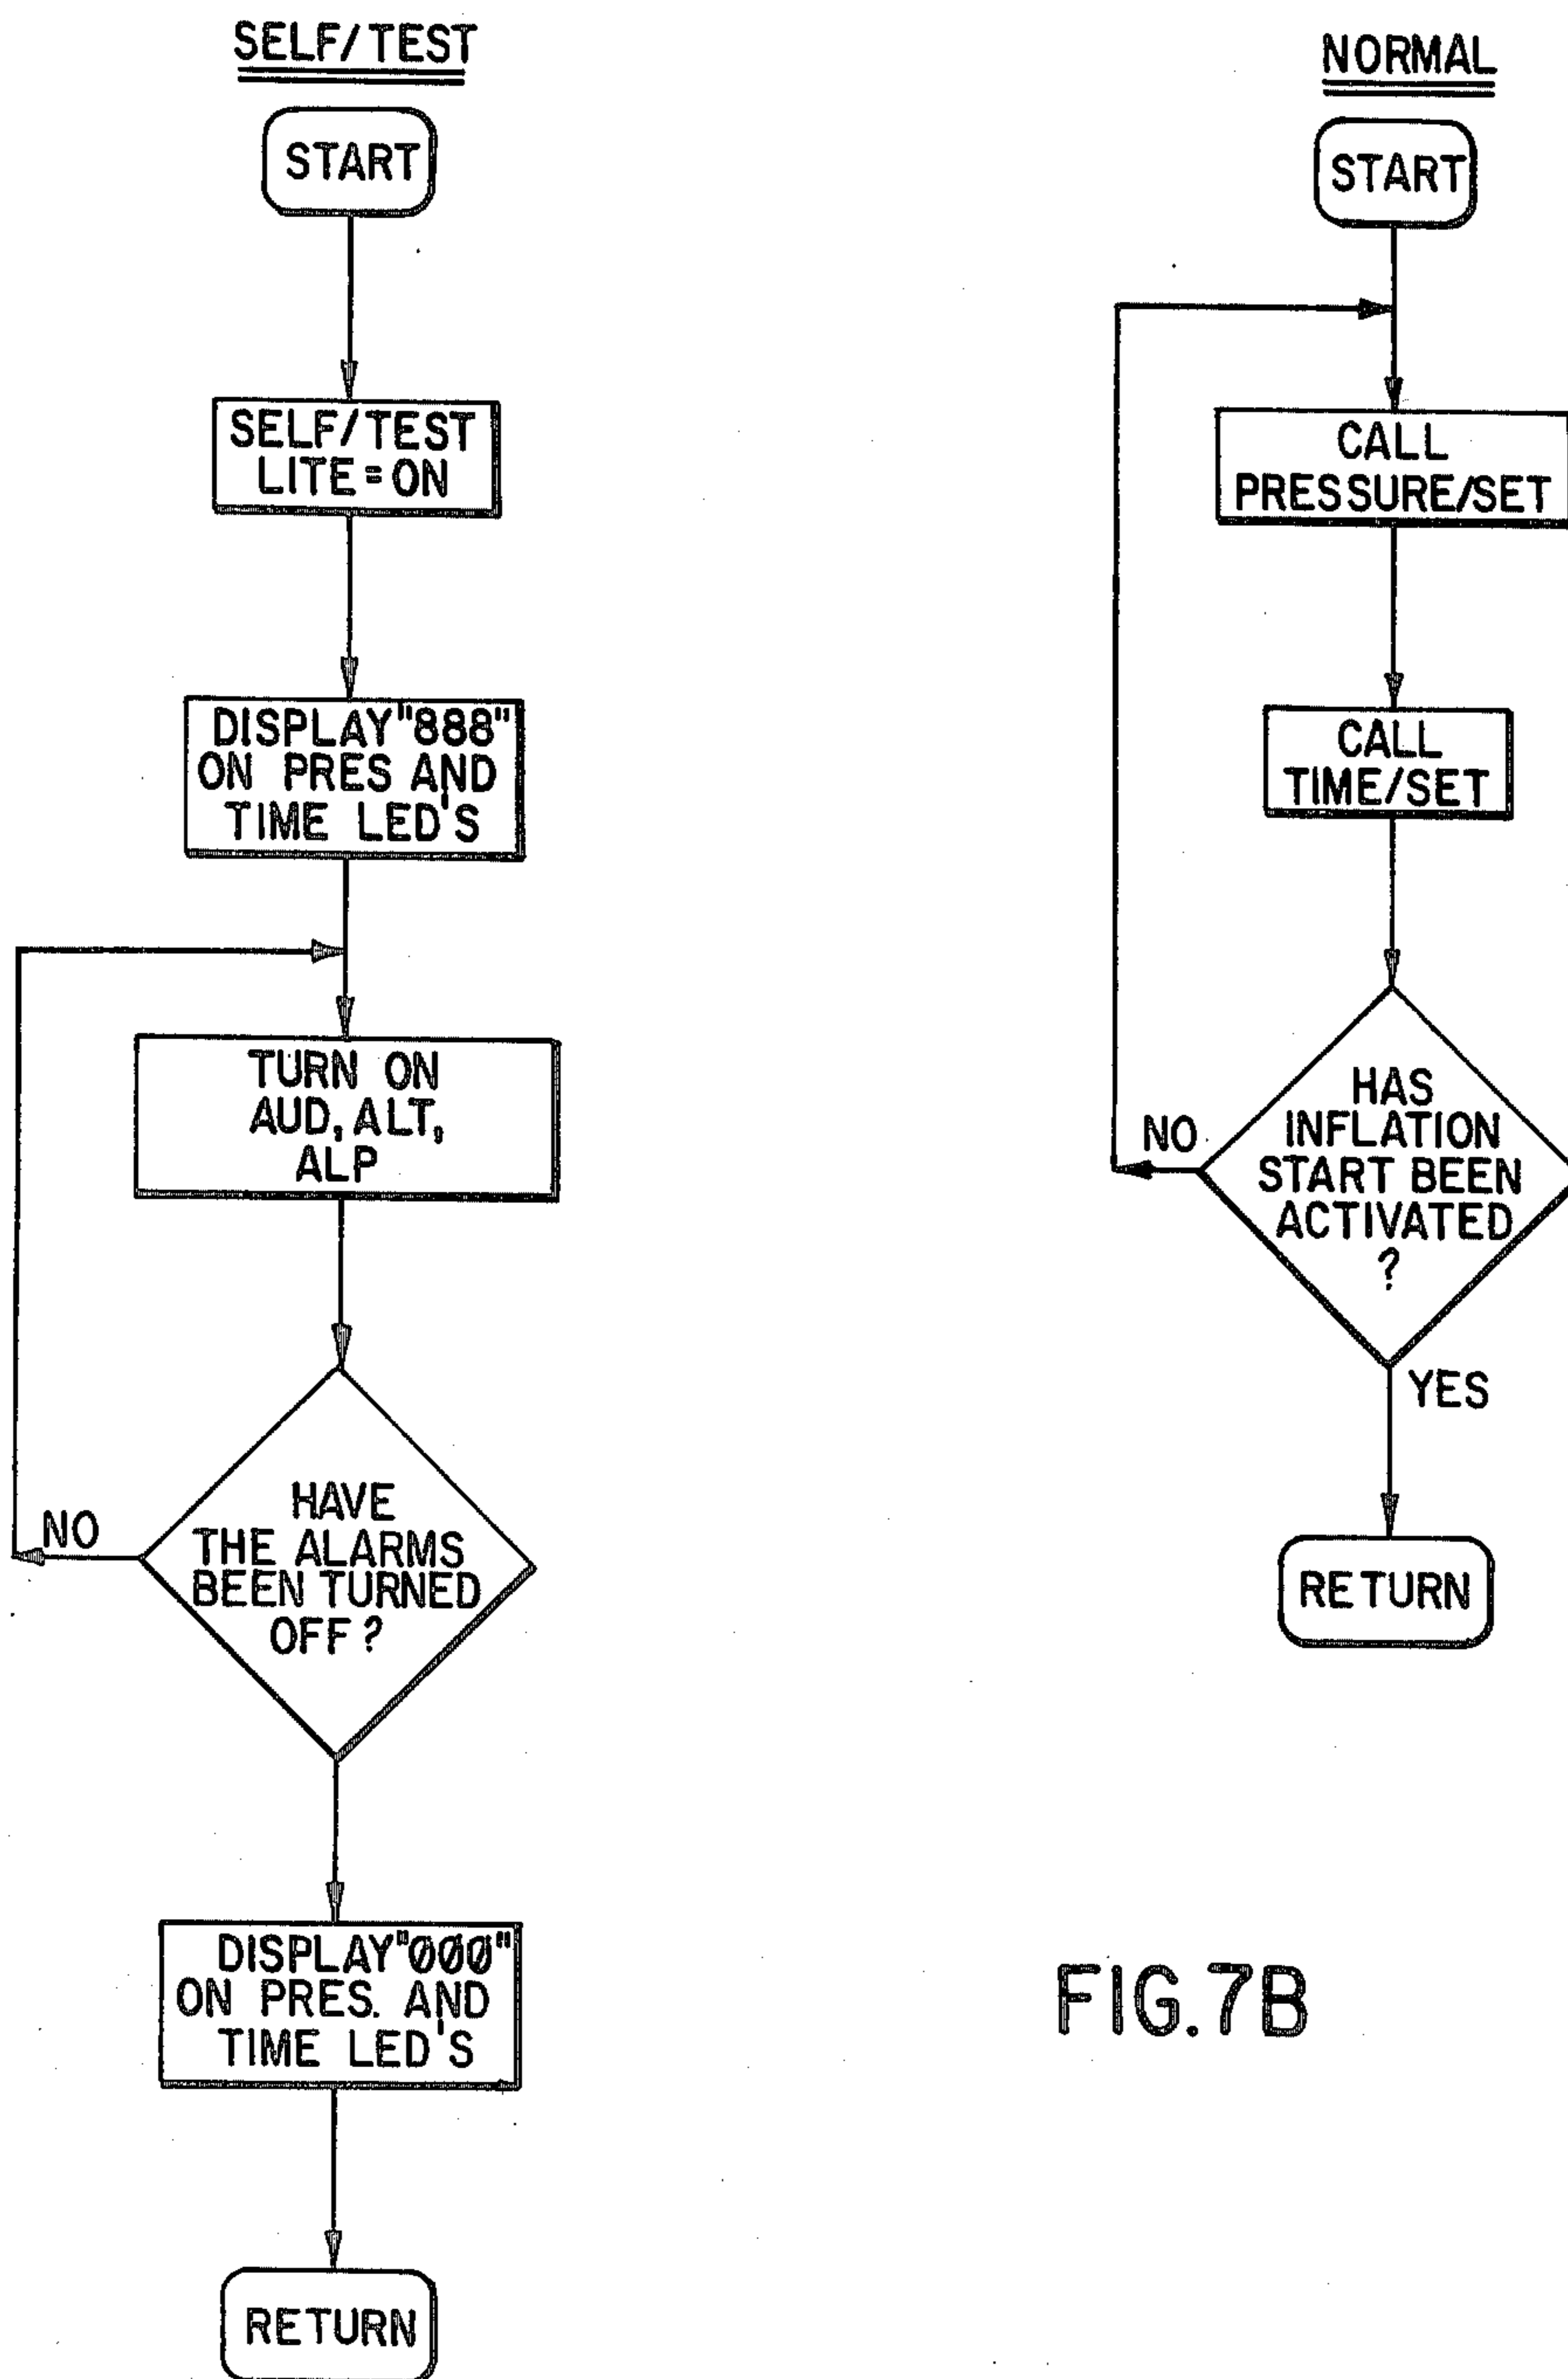 SELF/TEST
START
SELF/TEST
LITE=ON
DISPLAY "888"
ON PRES AND
TIME LED'S
TURN ON
AUD, ALT,
ALP
HAVE
THE ALARMS
BEEN TURNED
OFF?
NO
DISPLAY "000"
ON PRES. AND
TIME LED'S
RETURN
NORMAL
START
CALL
PRESSURE/SET
CALL
TIME/SET
HAS
INFLATION
START BEEN
ACTIVATED
?
NO
YES
RETURN
FIG. 7B